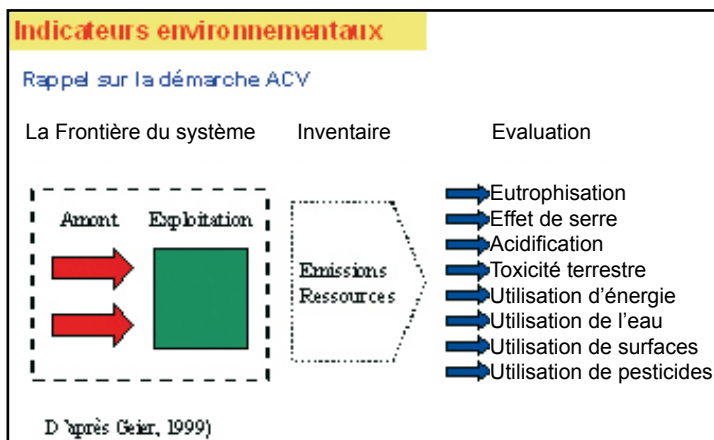 Indicateurs environnementaux
Rappel sur la démarche ACV
La Frontière du système Inventaire Evaluation
Amont Exploitation
Emissions
Ressources
Eutrophisation
Effet de serre
Acidification
Toxicité terrestre
Utilisation d'énergie
Utilisation de l'eau
Utilisation de surfaces
Utilisation de pesticides
D'après Geier, 1999)